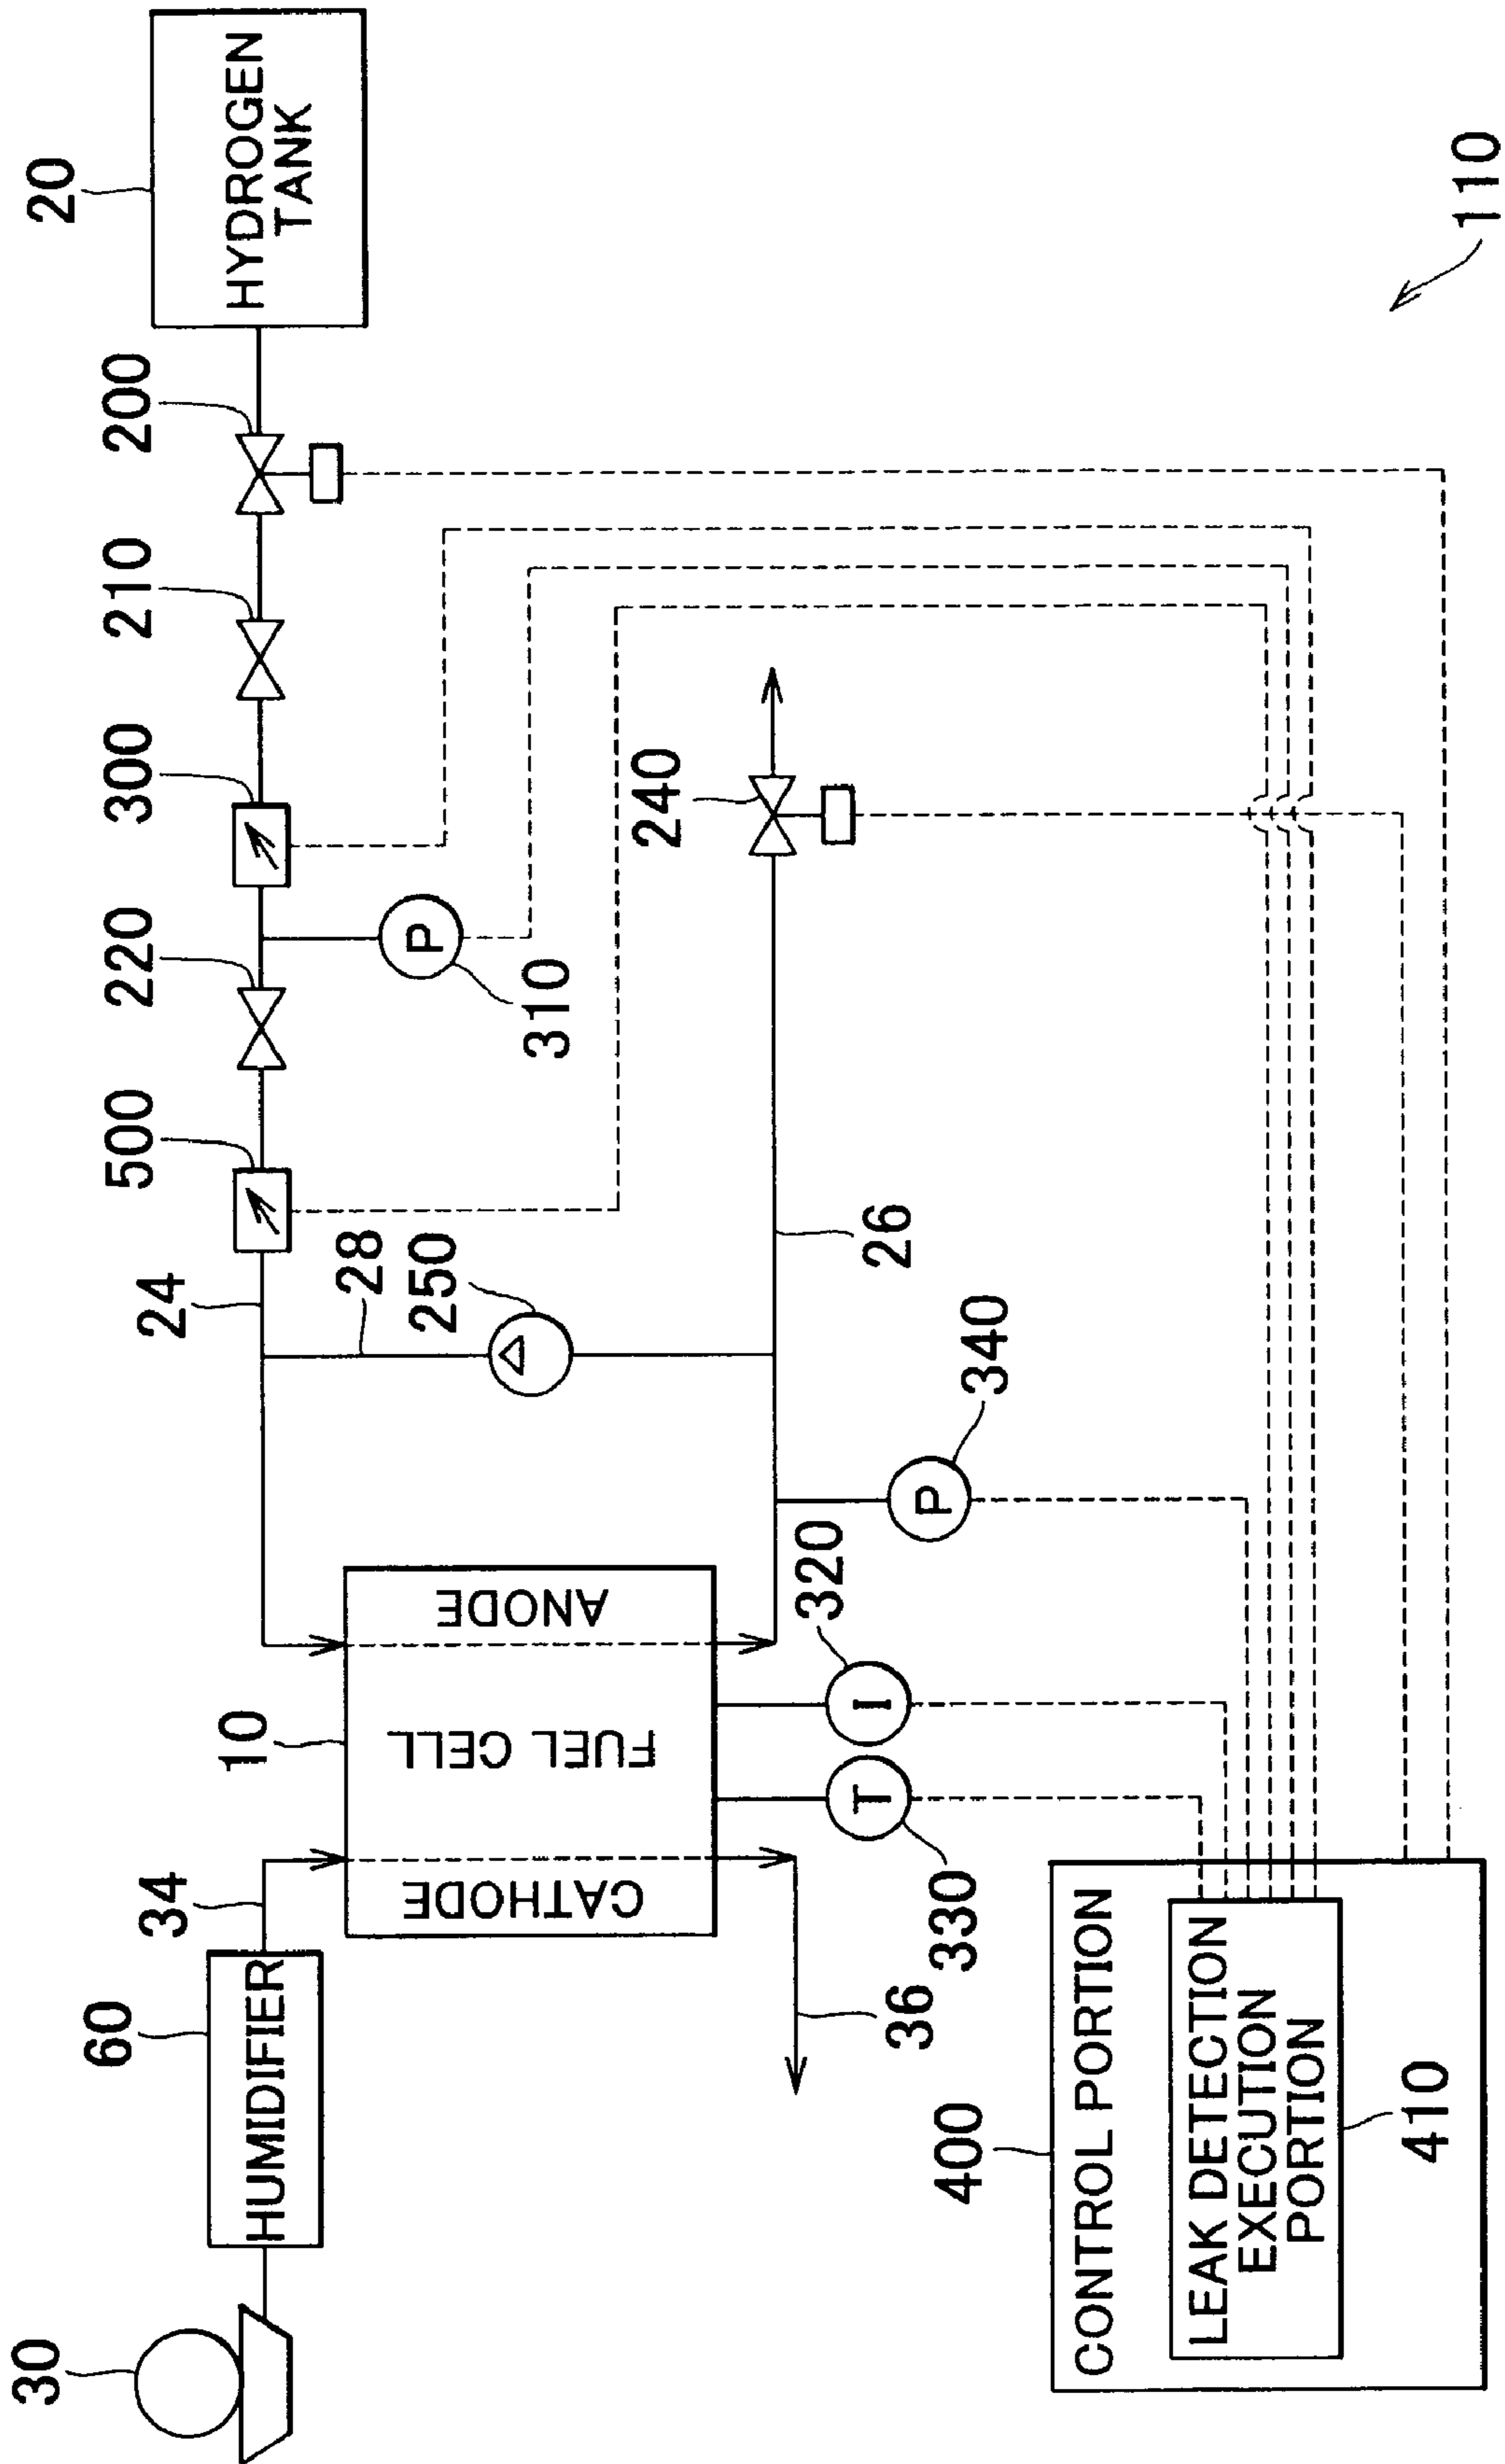 30
60
HUMIDIFIER
34
10
CATHODE
FUEL CELL
ANODE
24
28
250
500
220
300
210
200
20
HYDROGEN
TANK
P
310
240
26
340
P
320
I
T
330
36
400
CONTROL PORTION
LEAK DETECTION
EXECUTION
PORTION
410
110